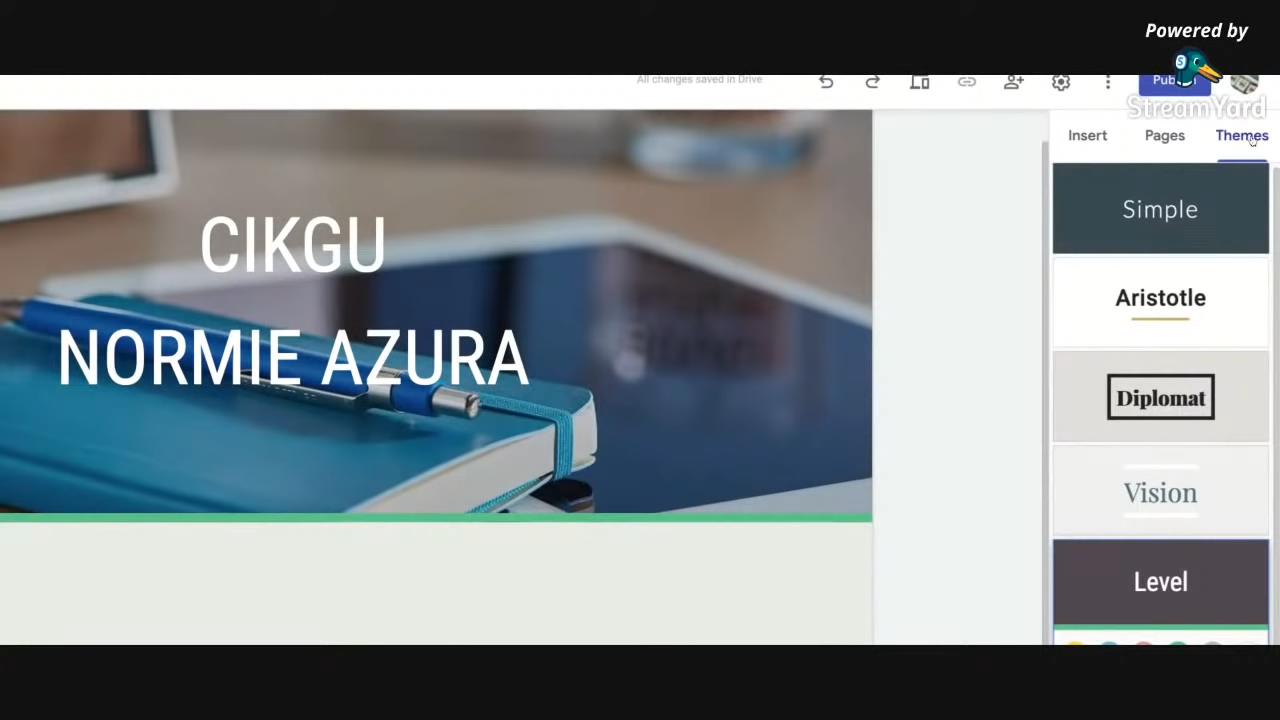 Powered by
StreamYard
All changes saved in Drive
Publish
Insert Pages Themes
CIKGU
NORMIE AZURA
Simple
Aristotle
Diplomat
Vision
Level